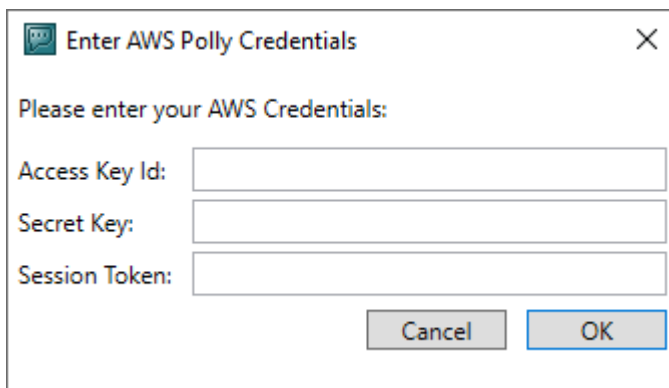 Enter AWS Polly Credentials
Please enter your AWS Credentials:
Access Key Id:
Secret Key:
Session Token:
Cancel OK